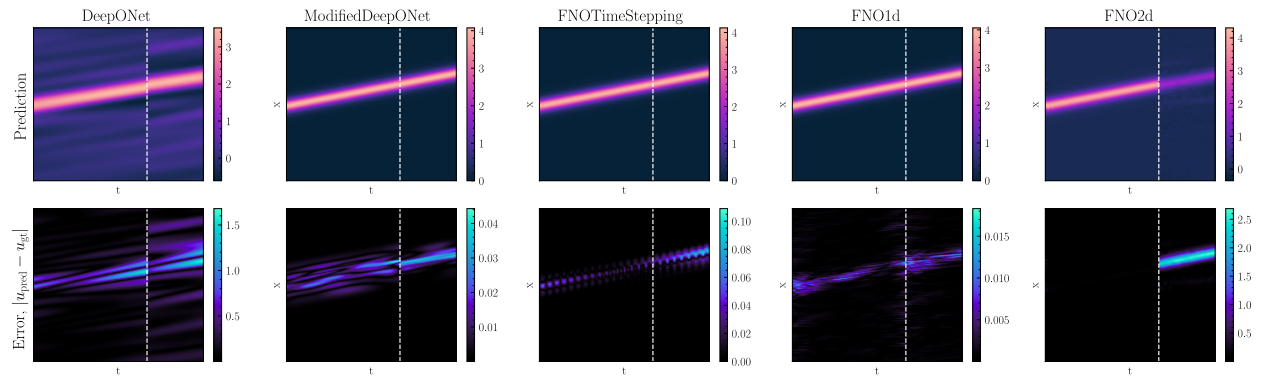 DeepONet
ModifiedDeepONet
FNOTimeStepping
FNO1d
FNO2d
Prediction
t
3
2
1
0
x
t
4
3
2
1
0
x
t
4
3
2
1
0
x
t
4
3
2
1
0
x
t
4
3
2
1
0
Error, |u_pred − u_gt|
t
1.5
1.0
0.5
x
t
0.04
0.03
0.02
0.01
x
t
0.10
0.08
0.06
0.04
0.02
0.00
x
t
0.015
0.010
0.005
x
t
2.5
2.0
1.5
1.0
0.5